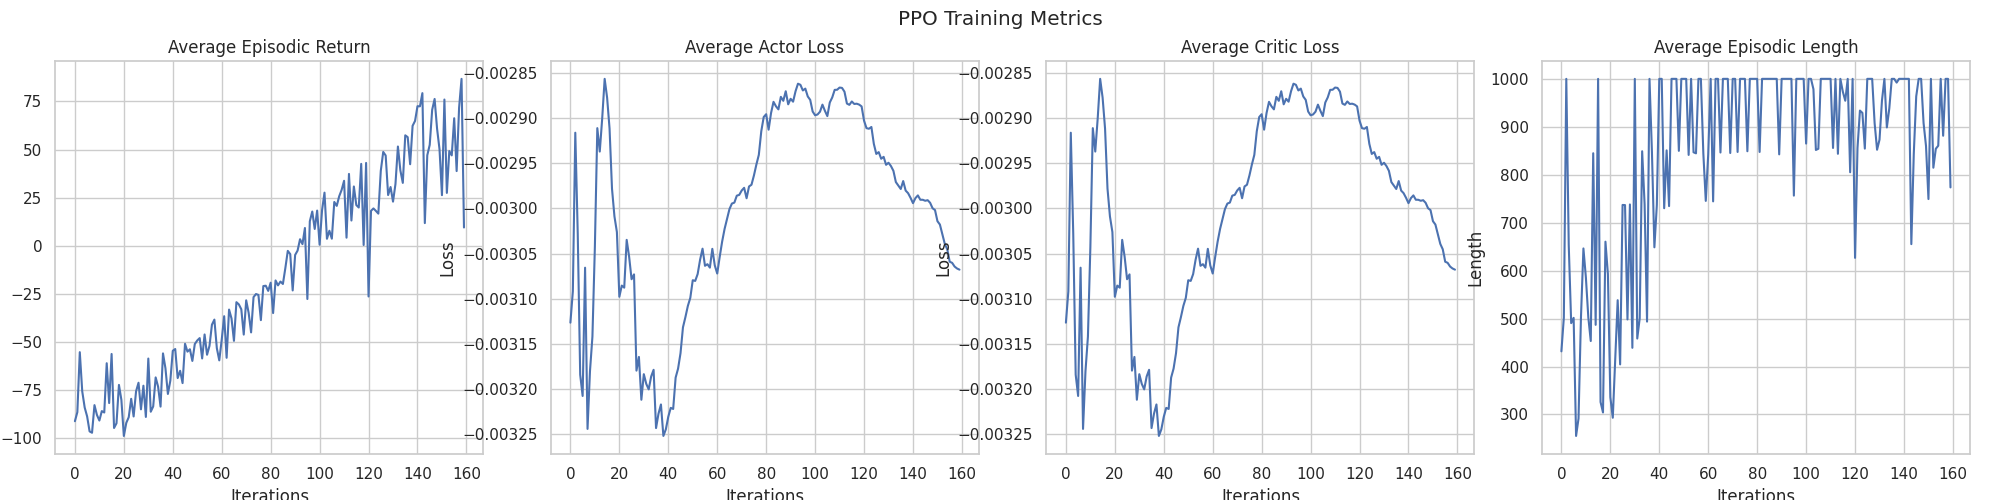 PPO Training Metrics
Average Episodic Return
75
50
25
0
−25
−50
−75
−100
0 20 40 60 80 100 120 140 160
Iterations
Average Actor Loss
Loss
−0.00285
−0.00290
−0.00295
−0.00300
−0.00305
−0.00310
−0.00315
−0.00320
−0.00325
0 20 40 60 80 100 120 140 160
Iterations
Average Critic Loss
Loss
−0.00285
−0.00290
−0.00295
−0.00300
−0.00305
−0.00310
−0.00315
−0.00320
−0.00325
0 20 40 60 80 100 120 140 160
Iterations
Average Episodic Length
Length
1000
900
800
700
600
500
400
300
0 20 40 60 80 100 120 140 160
Iterations